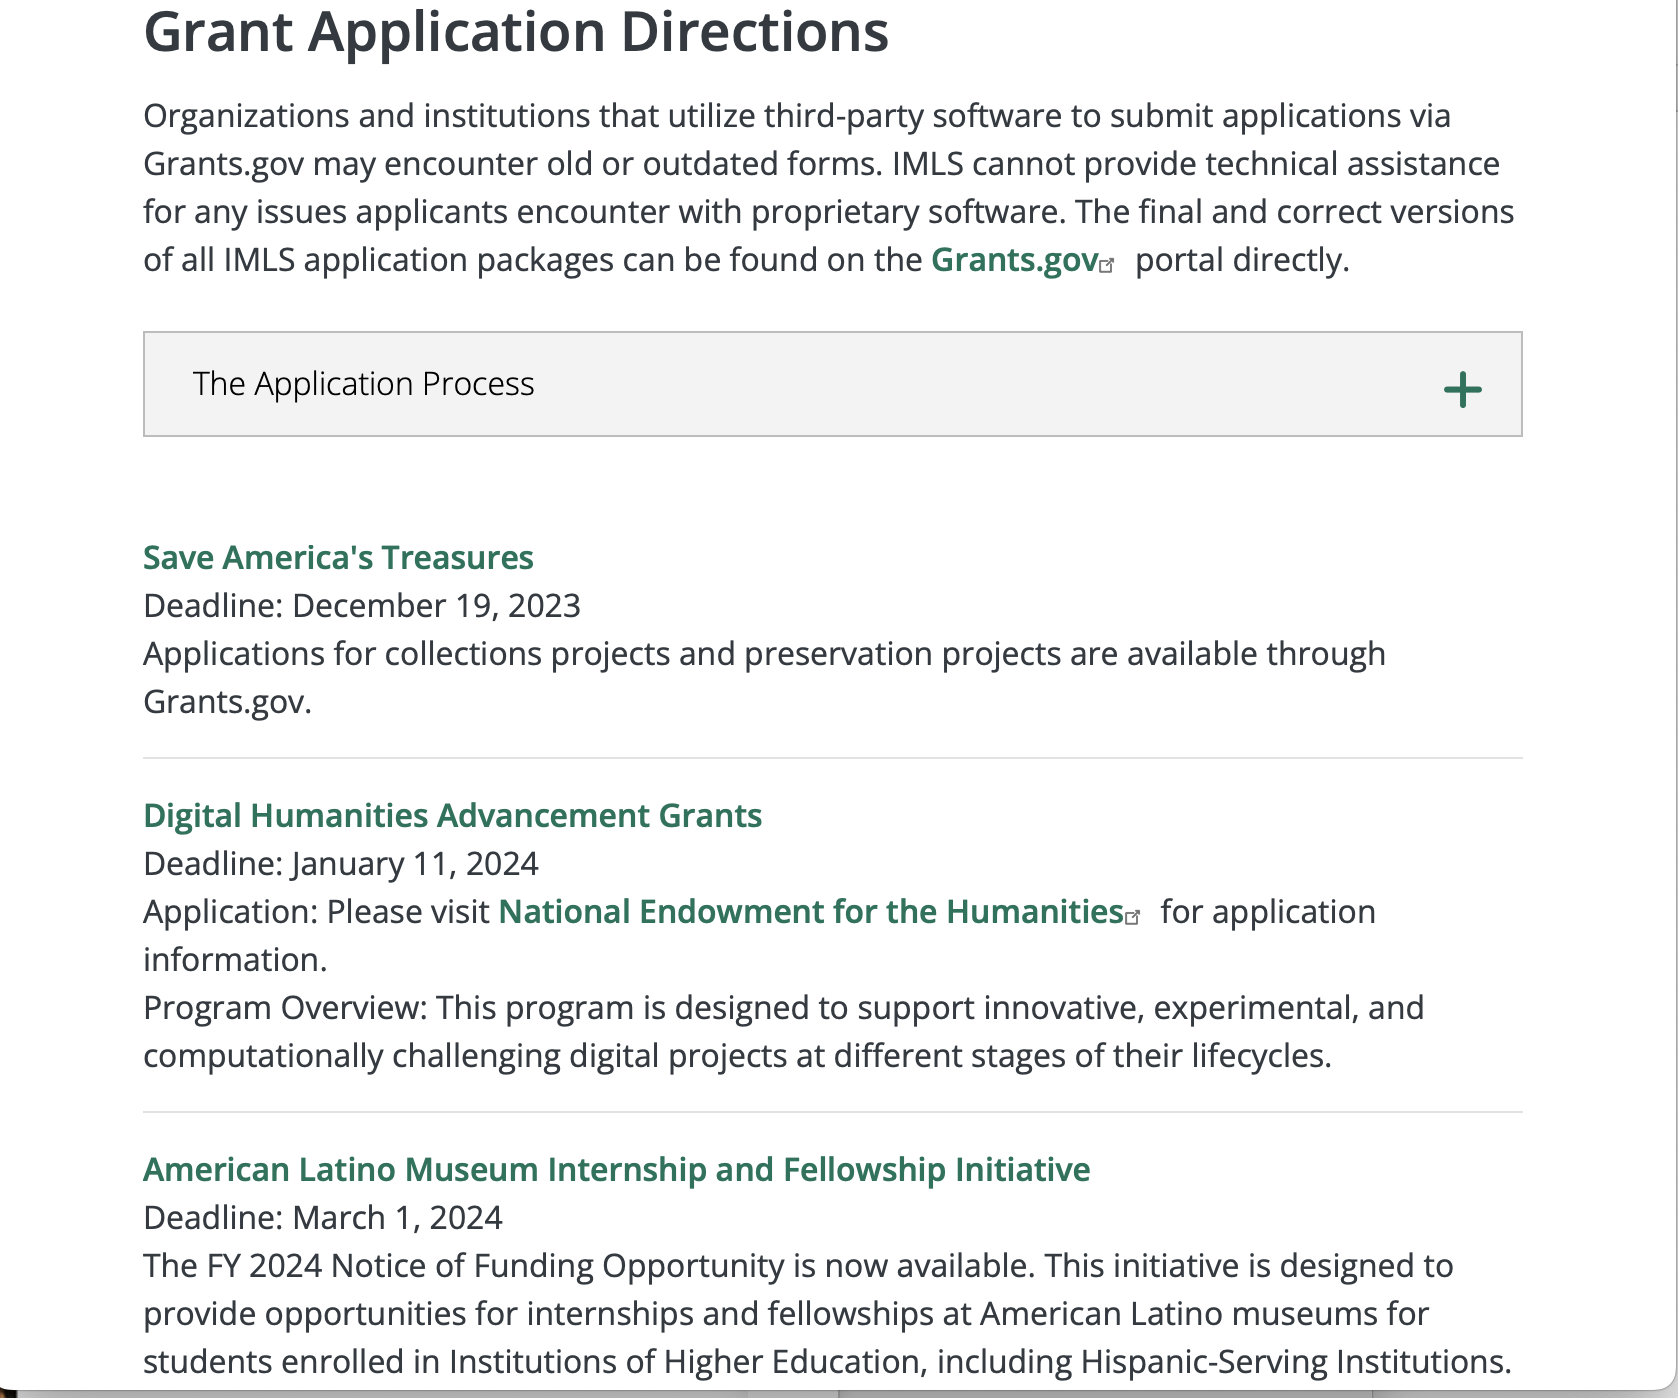 Grant Application Directions
Organizations and institutions that utilize third-party software to submit applications via
Grants.gov may encounter old or outdated forms. IMLS cannot provide technical assistance
for any issues applicants encounter with proprietary software. The final and correct versions
of all IMLS application packages can be found on the Grants.gov portal directly.
The Application Process
Save America's Treasures
Deadline: December 19, 2023
Applications for collections projects and preservation projects are available through
Grants.gov.
Digital Humanities Advancement Grants
Deadline: January 11, 2024
Application: Please visit National Endowment for the Humanities for application
information.
Program Overview: This program is designed to support innovative, experimental, and
computationally challenging digital projects at different stages of their lifecycles.
American Latino Museum Internship and Fellowship Initiative
Deadline: March 1, 2024
The FY 2024 Notice of Funding Opportunity is now available. This initiative is designed to
provide opportunities for internships and fellowships at American Latino museums for
students enrolled in Institutions of Higher Education, including Hispanic-Serving Institutions.